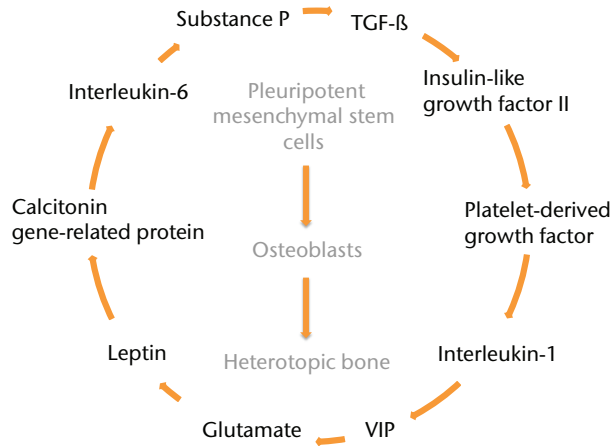 Substance P
TGF-ß
Insulin-like
growth factor II
Platelet-derived
growth factor
Interleukin-1
VIP
Glutamate
Leptin
Calcitonin
gene-related protein
Interleukin-6
Pleuripotent
mesenchymal stem
cells
Osteoblasts
Heterotopic bone